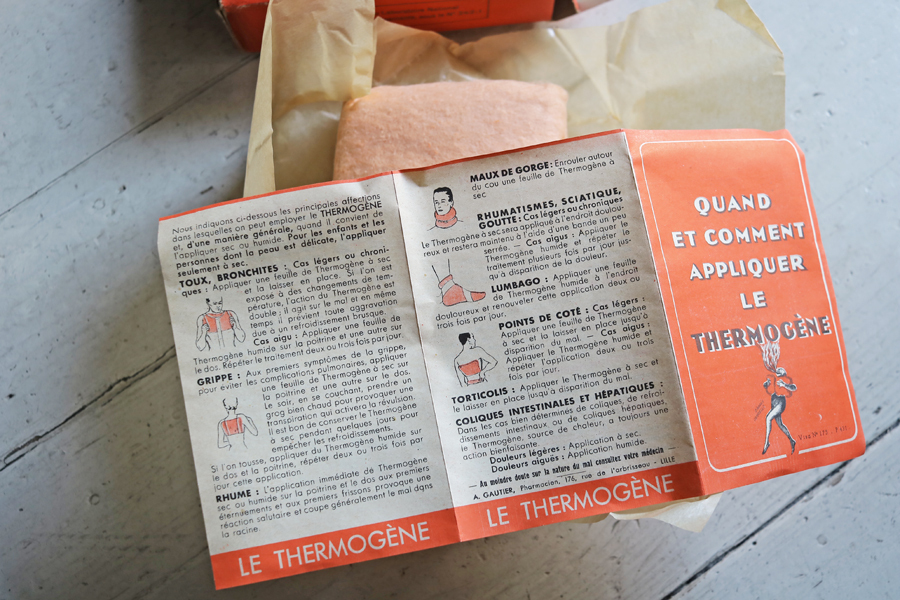 Nous indiquons ci-dessous les principales affections
dans lesquelles on peut employer le THERMOGÈNE
et, d'une manière générale, quand il convient de
l'appliquer sec ou humide. Pour les enfants et les
personnes dont la peau est délicate, l'appliquer
seulement à sec.
TOUX, BRONCHITES : Cas légers ou chroni-
ques : Appliquer une feuille de Thermogène à sec
et la laisser en place. Si l'on est
exposé à des changements de tem-
pérature, l'action du Thermogène est
double ; il agit sur le mal et en même
temps il prévient toute aggravation
due à un refroidissement brusque.
Cas aigu : Appliquer une feuille de
Thermogène humide sur la poitrine et une autre sur
le dos. Répéter le traitement deux ou trois fois par jour.
GRIPPE : Aux premiers symptômes de la grippe,
pour éviter les complications pulmonaires, appliquer
une feuille de Thermogène à sec sur
la poitrine et une autre sur le dos.
Le soir, en se couchant, prendre un
grog bien chaud pour provoquer une
transpiration qui activera la révulsion.
Il est bon de conserver le Thermogène
à sec pendant quelques jours pour
empêcher les refroidissements.
Si l'on tousse, appliquer du Thermogène humide sur
le dos et la poitrine, répéter deux ou trois fois par
jour cette application.
RHUME : L'application immédiate de Thermogène
sec ou humide sur la poitrine et le dos aux premiers
éternuements et aux premiers frissons provoque une
réaction salutaire et coupe généralement le mal dans
la racine.
LE THERMOGÈNE
MAUX DE GORGE : Enrouler autour
du cou une feuille de Thermogène à
sec.
RHUMATISMES, SCIATIQUE,
GOUTTE : Cas légers ou chroniques
le Thermogène à sec sera appliqué à l'endroit doulou-
reux et restera maintenu à l'aide d'une bande un peu
serrée. — Cas aigus : Appliquer le
Thermogène humide et répéter le
traitement plusieurs fois par jour jus-
qu'à disparition de la douleur.
LUMBAGO : Appliquer une feuille
de Thermogène humide à l'endroit
douloureux et renouveler cette application deux ou
trois fois par jour.
POINTS DE COTÉ : Cas légers :
Appliquer une feuille de Thermogène
à sec et la laisser en place jusqu'à
disparition du mal. — Cas aigus :
Appliquer le Thermogène humide et
répéter l'application deux ou trois
fois par jour.
TORTICOLIS : Appliquer le Thermogène à sec et
le laisser en place jusqu'à disparition du mal.
COLIQUES INTESTINALES ET HÉPATIQUES :
Dans les cas bien déterminés de coliques, de refroi-
dissements intestinaux ou de coliques hépatiques,
le Thermogène, source de chaleur, a toujours une
action bienfaisante.
Douleurs légères : Application à sec.
Douleurs aiguës : Application humide.
— Au moindre doute sur la nature du mal consultez votre médecin —
A. GAUTIER, Pharmacien, 176, rue de l'arbrisseau - LILLE
LE THERMOGÈNE
QUAND
ET COMMENT
APPLIQUER
LE
THERMOGÈNE